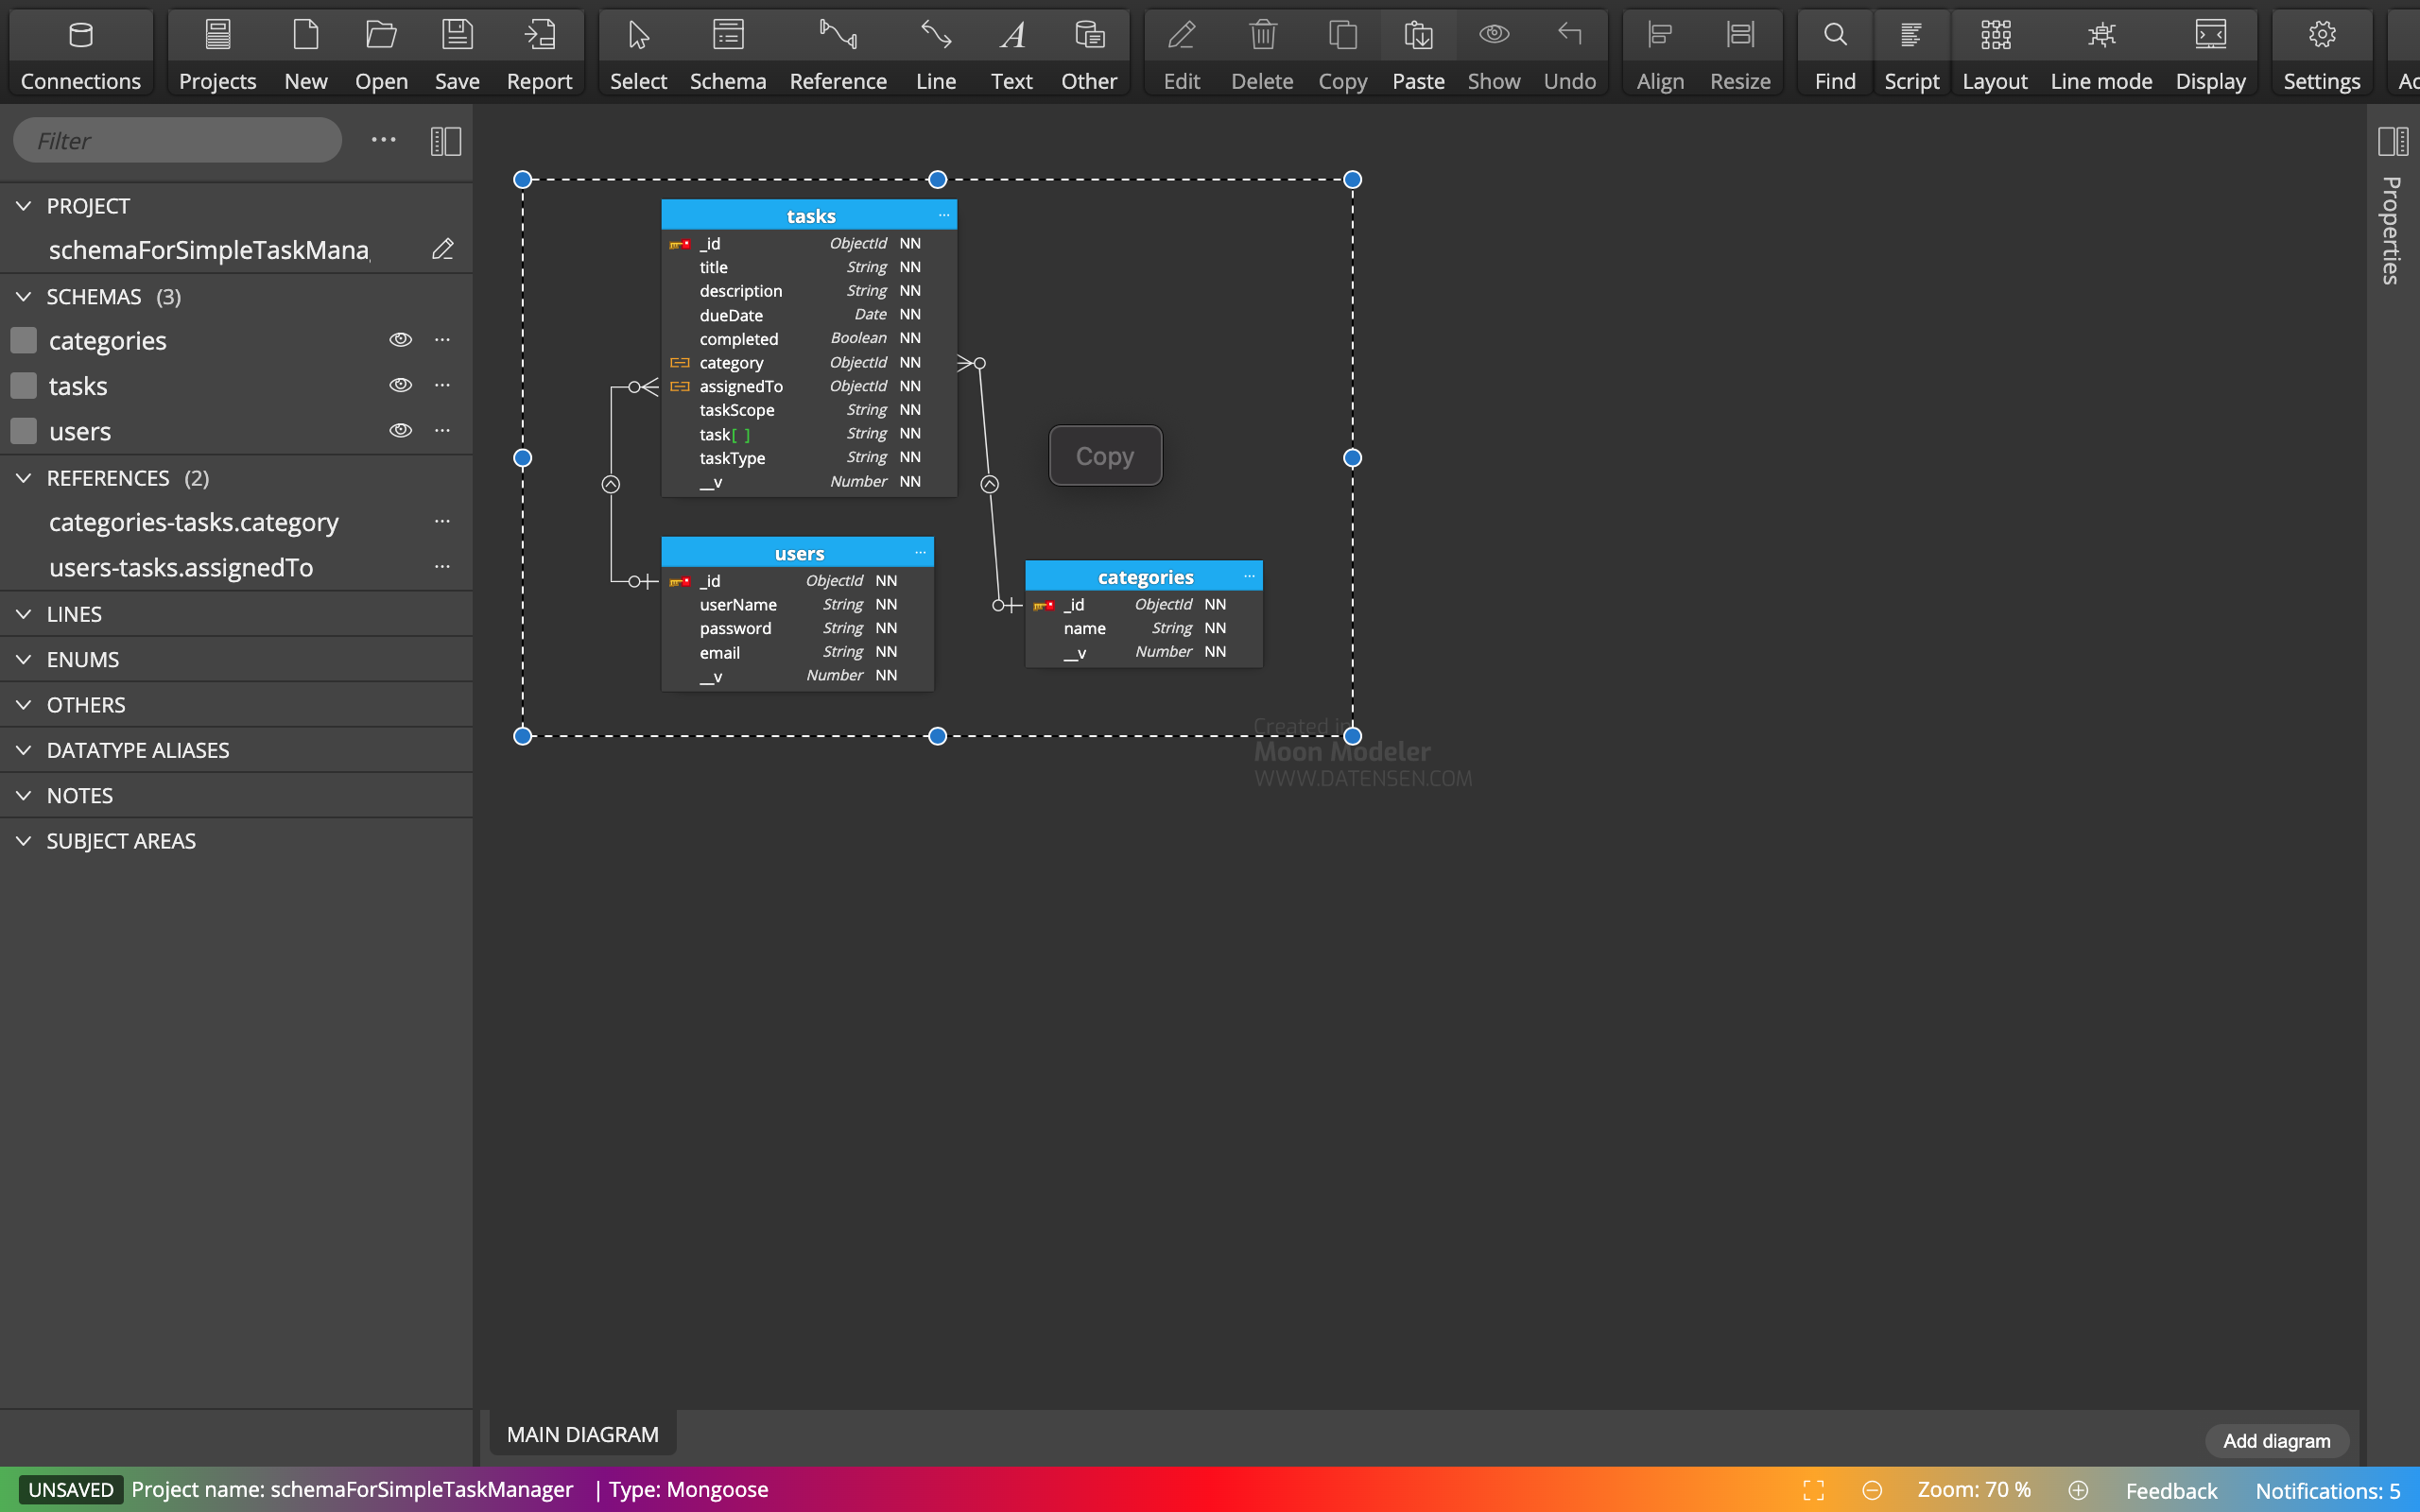 Connections
Projects New Open Save Report
Select Schema Reference Line Text Other
Edit Delete Copy Paste Show Undo
Align Resize
Find Script Layout Line mode Display
Settings
Filter
PROJECT
schemaForSimpleTaskMana
SCHEMAS (3)
categories
tasks
users
REFERENCES (2)
categories-tasks.category
users-tasks.assignedTo
LINES
ENUMS
OTHERS
DATATYPE ALIASES
NOTES
SUBJECT AREAS
tasks
_id ObjectId NN
title String NN
description String NN
dueDate Date NN
completed Boolean NN
category ObjectId NN
assignedTo ObjectId NN
taskScope String NN
task[ ] String NN
taskType String NN
__v Number NN
Copy
users
_id ObjectId NN
userName String NN
password String NN
email String NN
__v Number NN
categories
_id ObjectId NN
name String NN
__v Number NN
Created in
Moon Modeler
WWW.DATENSEN.COM
Properties
MAIN DIAGRAM
Add diagram
UNSAVED Project name: schemaForSimpleTaskManager | Type: Mongoose
Zoom: 70 % Feedback Notifications: 5